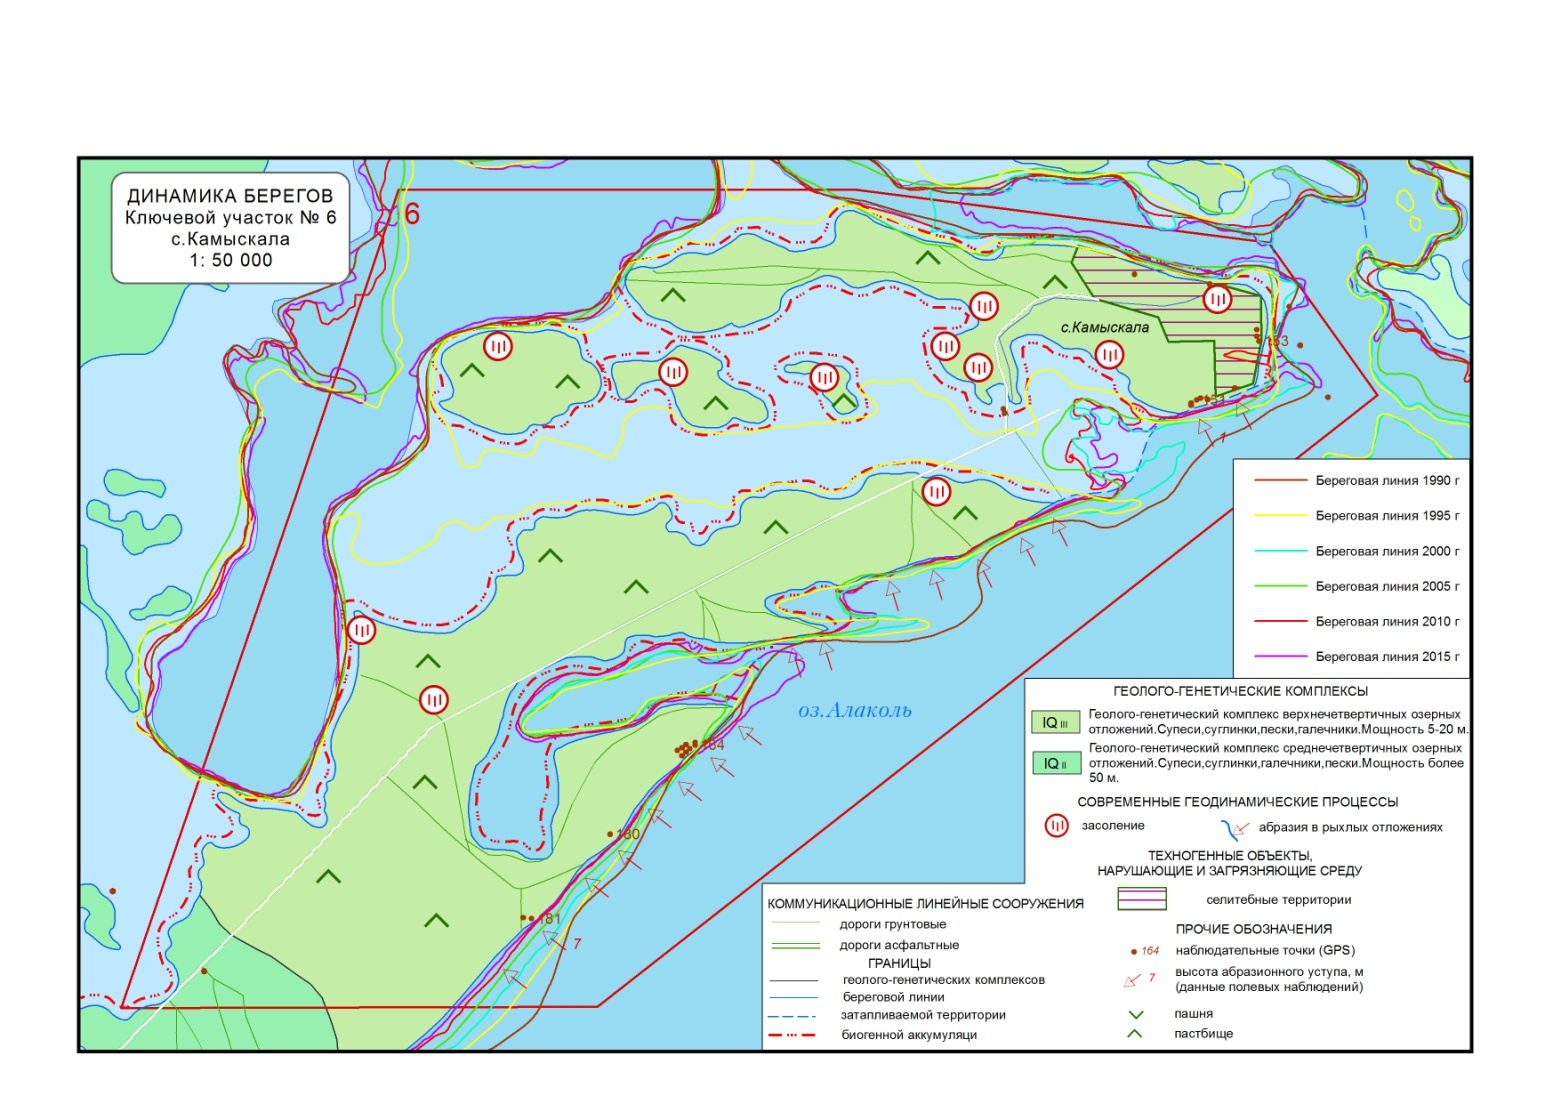 ДИНАМИКА БЕРЕГОВ
Ключевой участок № 6
с.Камыскала
1: 50 000
6
с.Камыскала
153
7
оз.Алаколь
180
181
7
Береговая линия 1990 г
Береговая линия 1995 г
Береговая линия 2000 г
Береговая линия 2005 г
Береговая линия 2010 г
Береговая линия 2015 г
ГЕОЛОГО-ГЕНЕТИЧЕСКИЕ КОМПЛЕКСЫ
IQ III
Геолого-генетический комплекс верхнечетвертичных озерных
отложений.Супеси,суглинки,пески,галечники.Мощность 5-20 м.
IQ II
Геолого-генетический комплекс среднечетвертичных озерных
отложений.Супеси,суглинки,галечники,пески.Мощность более
50 м.
СОВРЕМЕННЫЕ ГЕОДИНАМИЧЕСКИЕ ПРОЦЕССЫ
засоление
абразия в рыхлых отложениях
ТЕХНОГЕННЫЕ ОБЪЕКТЫ,
НАРУШАЮЩИЕ И ЗАГРЯЗНЯЮЩИЕ СРЕДУ
селитебные территории
ПРОЧИЕ ОБОЗНАЧЕНИЯ
164 наблюдательные точки (GPS)
7 высота абразионного уступа, м
(данные полевых наблюдений)
пашня
пастбище
КОММУНИКАЦИОННЫЕ ЛИНЕЙНЫЕ СООРУЖЕНИЯ
дороги грунтовые
дороги асфальтные
ГРАНИЦЫ
геолого-генетических комплексов
береговой линии
затапливаемой территории
биогенной аккумуляци